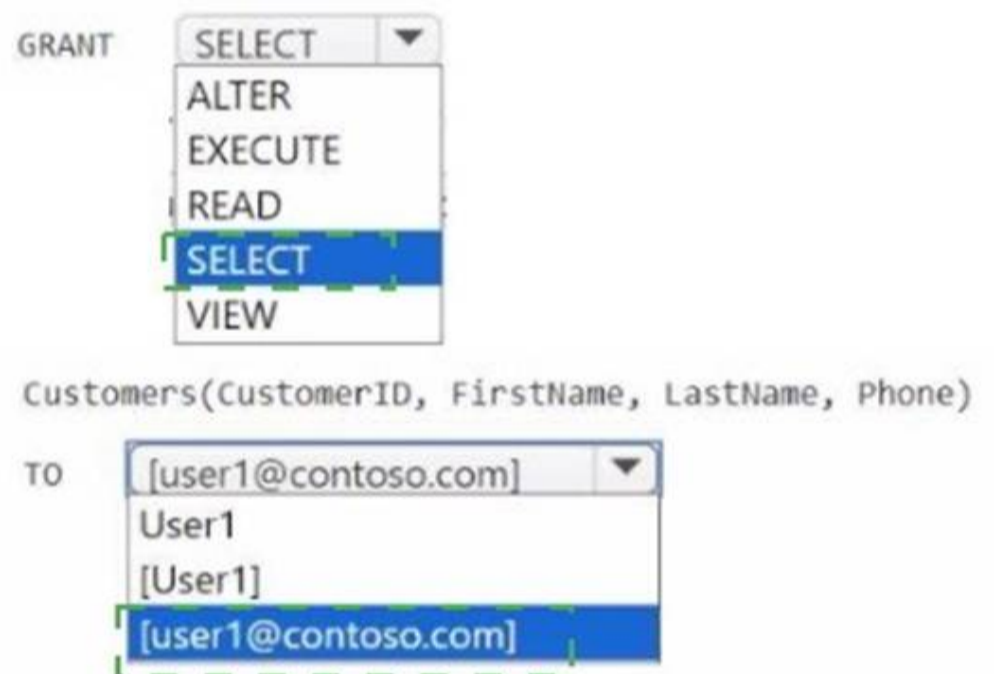 GRANT SELECT
ALTER
EXECUTE
READ
SELECT
VIEW
Customers(CustomerID, FirstName, LastName, Phone)
TO [user1@contoso.com]
User1
[User1]
[user1@contoso.com]